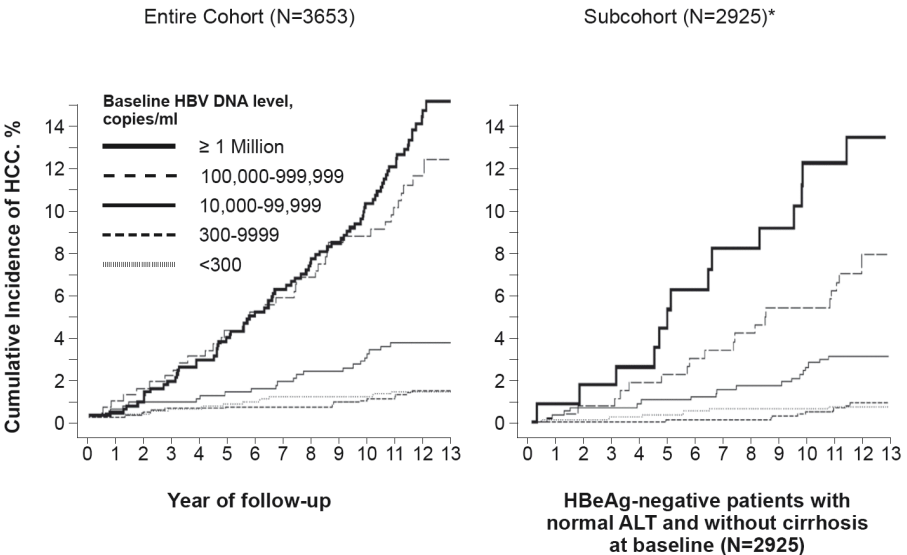 Entire Cohort (N=3653)
Subcohort (N=2925)*
Cumulative Incidence of HCC. %
Baseline HBV DNA level,
copies/ml
≥ 1 Million
100,000-999,999
10,000-99,999
300-9999
<300
14
12
10
8
6
4
2
0
0 1 2 3 4 5 6 7 8 9 10 11 12 13
Year of follow-up
14
12
10
8
6
4
2
0
0 1 2 3 4 5 6 7 8 9 10 11 12 13
HBeAg-negative patients with
normal ALT and without cirrhosis
at baseline (N=2925)